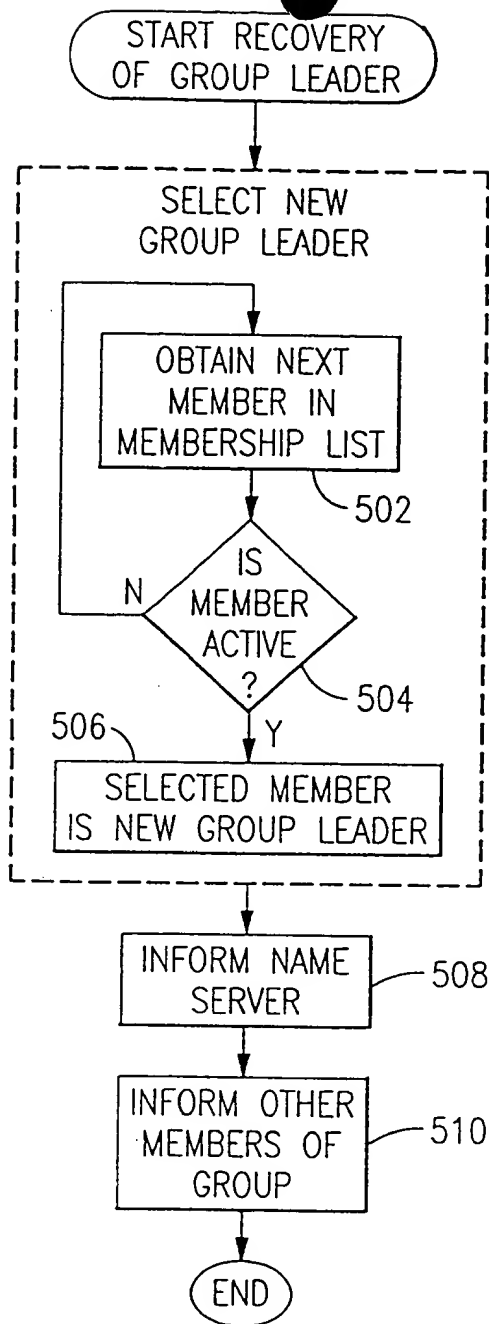 START RECOVERY
OF GROUP LEADER
SELECT NEW
GROUP LEADER
OBTAIN NEXT
MEMBER IN
MEMBERSHIP LIST
502
IS
MEMBER
ACTIVE
?
N
504
Y
506
SELECTED MEMBER
IS NEW GROUP LEADER
INFORM NAME
SERVER
508
INFORM OTHER
MEMBERS OF
GROUP
510
END